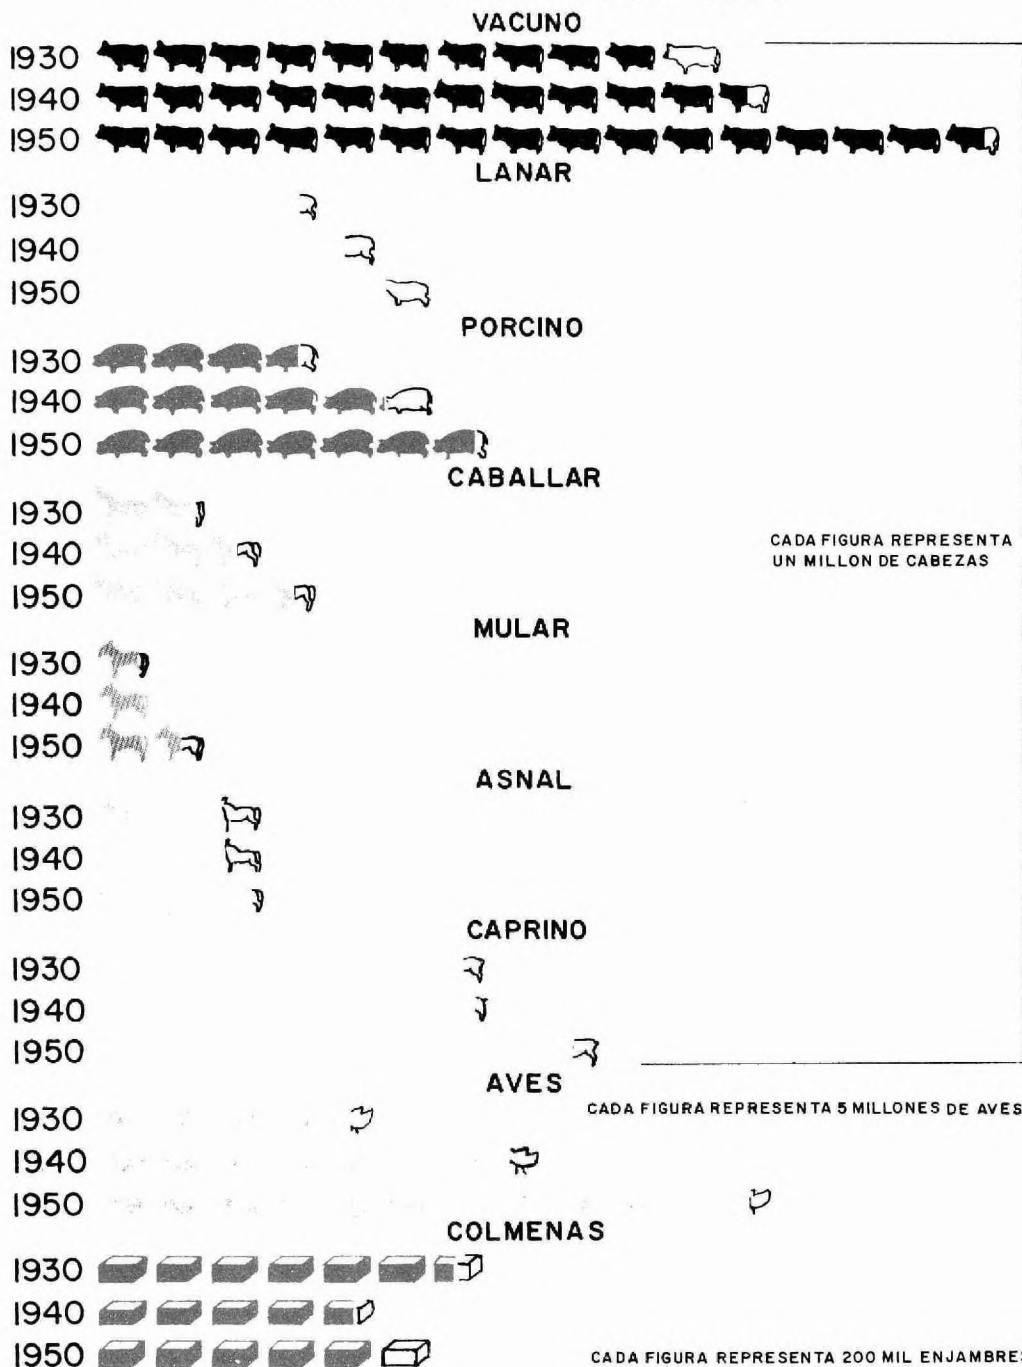 VACUNO
1930
1940
1950
LANAR
1930
1940
1950
PORCINO
1930
1940
1950
CABALLAR
1930
1940
1950
CADA FIGURA REPRESENTA
UN MILLON DE CABEZAS
MULAR
1930
1940
1950
ASNAL
1930
1940
1950
CAPRINO
1930
1940
1950
AVES
CADA FIGURA REPRESENTA 5 MILLONES DE AVES
1930
1940
1950
COLMENAS
1930
1940
1950
CADA FIGURA REPRESENTA 200 MIL ENJAMBRES